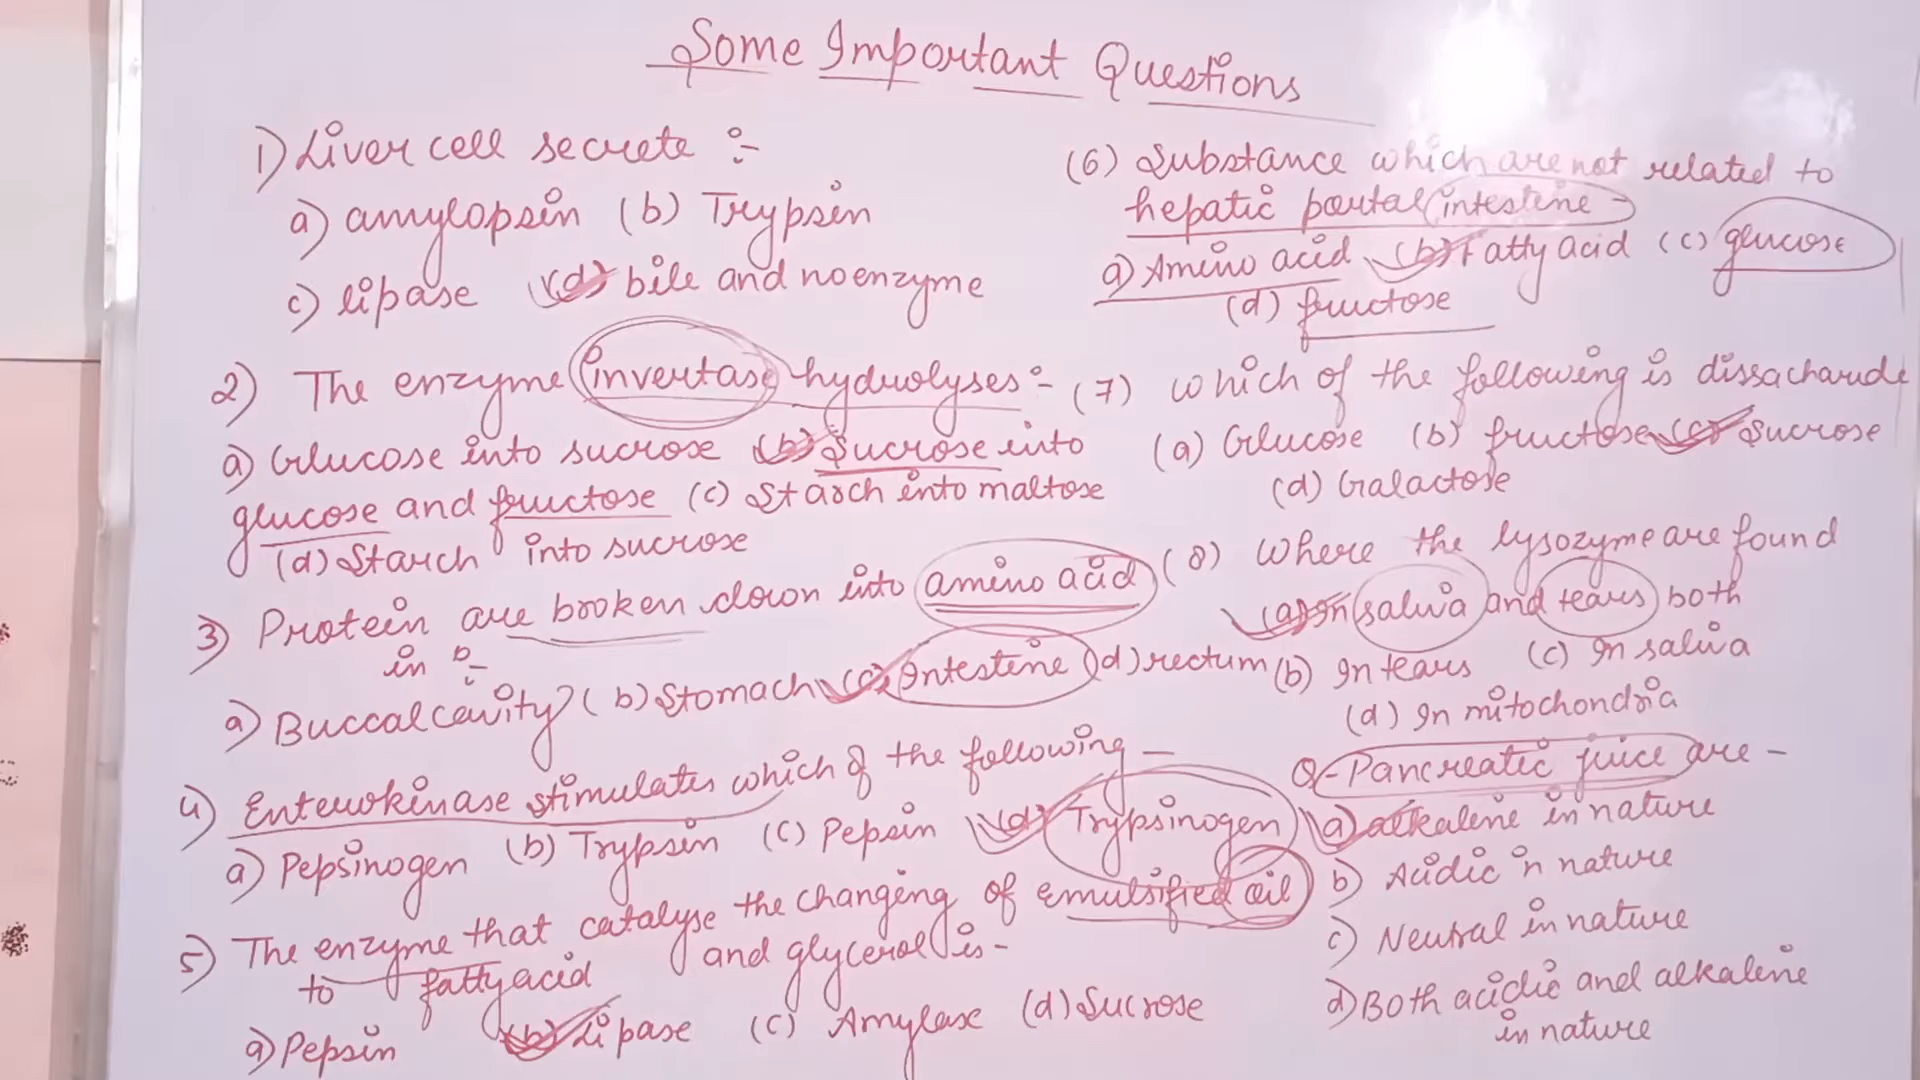 Some Important Questions
1) Liver cell secrete :-
a) amylopsin (b) Trypsin
c) lipase (d) bile and no enzyme
2) The enzyme invertase hydrolyses :-
a) Glucose into sucrose (b) Sucrose into
glucose and fructose (c) Starch into maltose
(d) Starch into sucrose
3) Protein are broken down into amino acid
in :-
a) Buccal cavity (b) Stomach (c) Intestine (d) rectum
4) Enterokinase stimulates which of the following -
a) Pepsinogen (b) Trypsin (c) Pepsin (d) Trypsinogen
5) The enzyme that catalyse the changing of emulsified oil
to fatty acid and glycerol is -
a) Pepsin (b) Lipase (c) Amylase (d) Sucrose
(6) Substance which are not related to
hepatic portal intestine -
a) Amino acid (b) Fatty acid (c) glucose
(d) fructose
(7) which of the following is dissacharide
(a) Glucose (b) fructose (c) Sucrose
(d) Galactose
(8) Where the lysozyme are found
(a) In saliva and tears both
(b) In tears (c) In saliva
(d) In mitochondria
Q- Pancreatic juice are -
a) alkaline in nature
b) Acidic in nature
c) Neutral in nature
d) Both acidic and alkaline
in nature